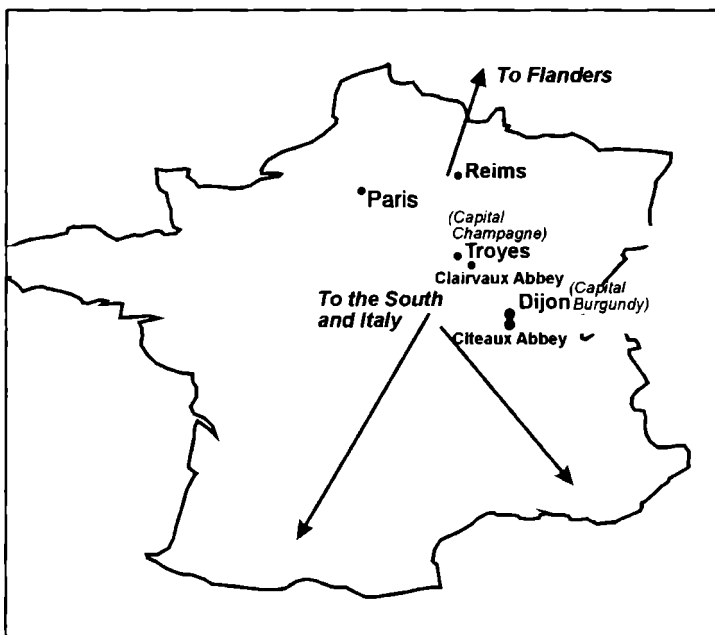 To Flanders
Reims
Paris
(Capital
Champagne)
Troyes
Clairvaux Abbey
To the South
and Italy
Dijon
(Capital
Burgundy)
Citeaux Abbey